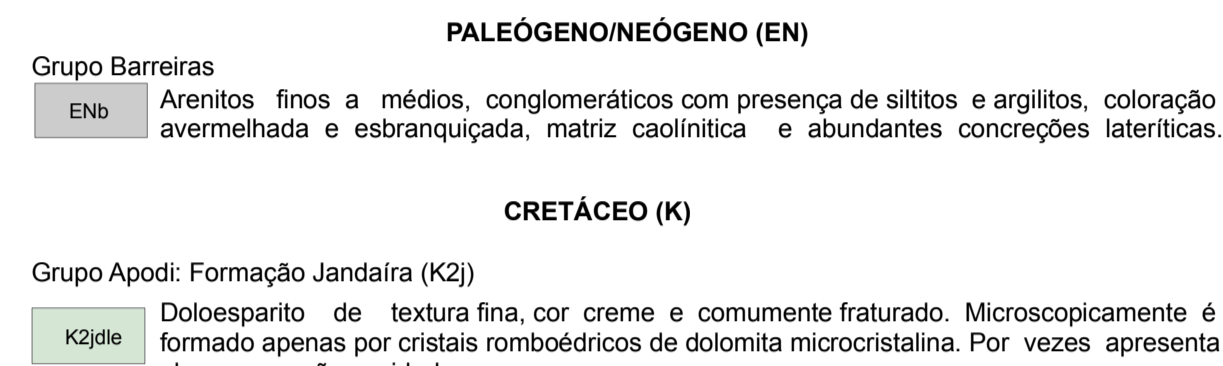 PALEÓGENO/NEÓGENO (EN)
Grupo Barreiras
ENb
Arenitos finos a médios, conglomeráticos com presença de siltitos e argilitos, coloração
avermelhada e esbranquiçada, matriz caolínitica e abundantes concreções lateríticas.
CRETÁCEO (K)
Grupo Apodi: Formação Jandaíra (K2j)
K2jdle
Doloesparito de textura fina, cor creme e comumente fraturado. Microscopicamente é
formado apenas por cristais romboédricos de dolomita microcristalina. Por vezes apresenta